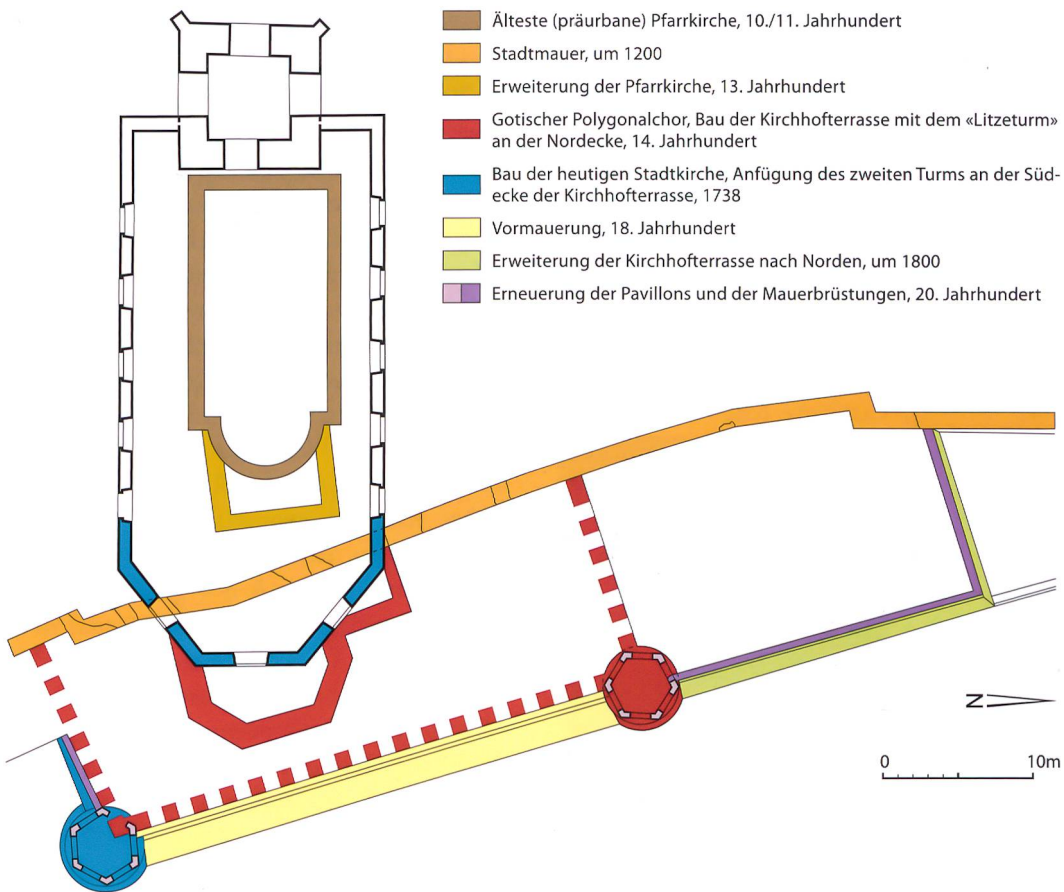 Älteste (präurbane) Pfarrkirche, 10./11. Jahrhundert
Stadtmauer, um 1200
Erweiterung der Pfarrkirche, 13. Jahrhundert
Gotischer Polygonalchor, Bau der Kirchhofterrasse mit dem «Litzeturm»
an der Nordecke, 14. Jahrhundert
Bau der heutigen Stadtkirche, Anfügung des zweiten Turms an der Süd-
ecke der Kirchhofterrasse, 1738
Vormauerung, 18. Jahrhundert
Erweiterung der Kirchhofterrasse nach Norden, um 1800
Erneuerung der Pavillons und der Mauerbrüstungen, 20. Jahrhundert
N
0 10m